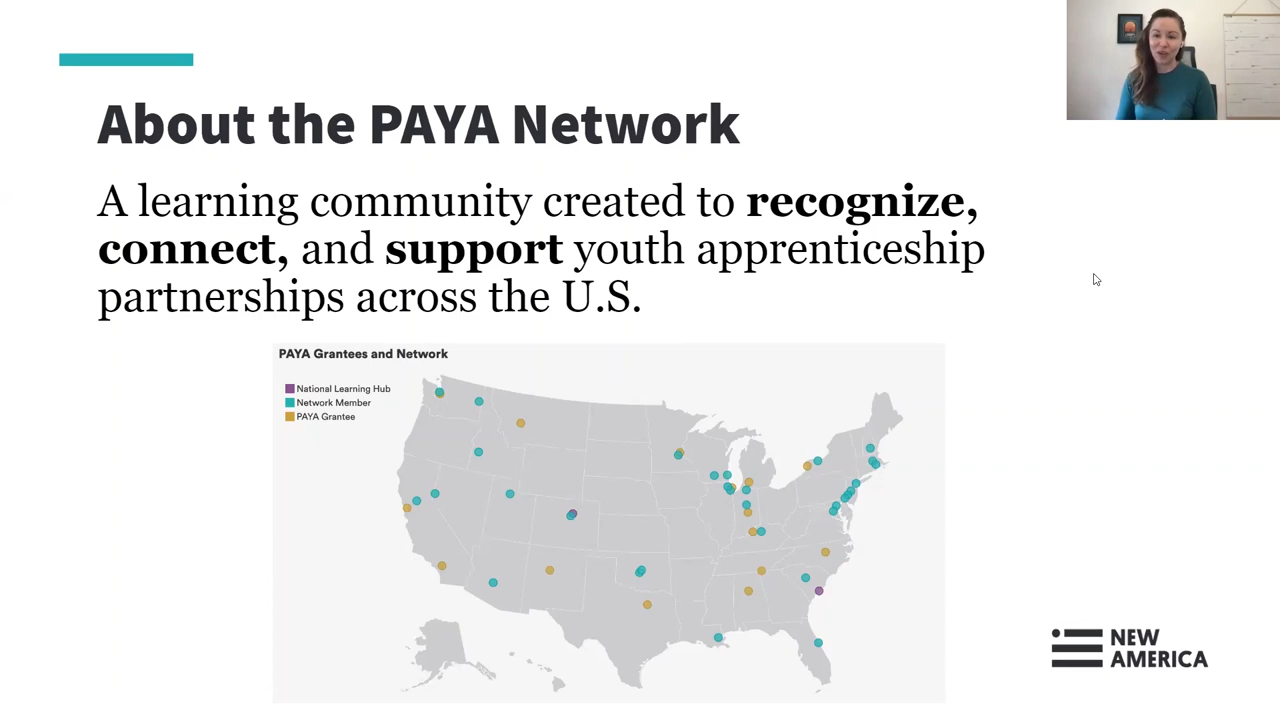 About the PAYA Network
A learning community created to recognize,
connect, and support youth apprenticeship
partnerships across the U.S.
PAYA Grantees and Network
National Learning Hub
Network Member
PAYA Grantee
NEW
AMERICA